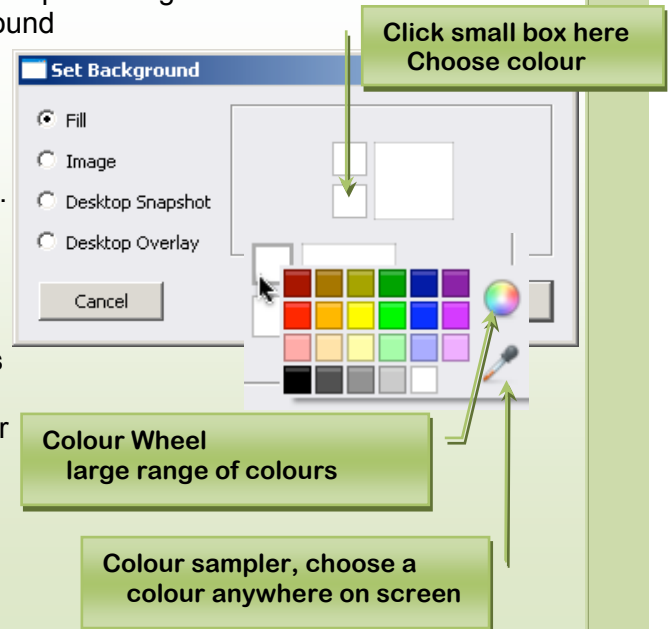 ound
Click small box here
Choose colour
Set Background
Fill
Image
Desktop Snapshot
Desktop Overlay
Cancel
Colour Wheel
large range of colours
Colour sampler, choose a
colour anywhere on screen